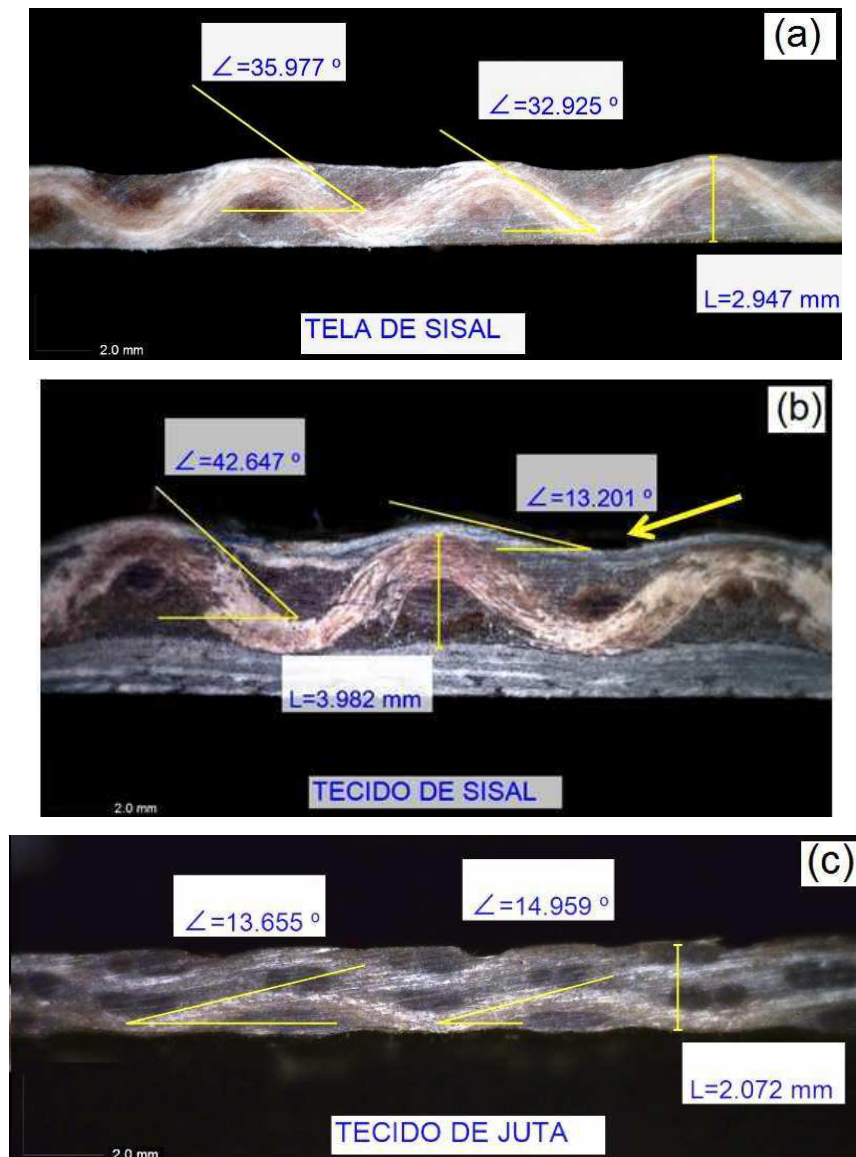 (a)
∠=35.977 º
∠=32.925 º
L=2.947 mm
TELA DE SISAL
2.0 mm
(b)
∠=42.647 º
∠=13.201 º
L=3.982 mm
TECIDO DE SISAL
2.0 mm
(c)
∠=13.655 º
∠=14.959 º
L=2.072 mm
TECIDO DE JUTA
2.0 mm